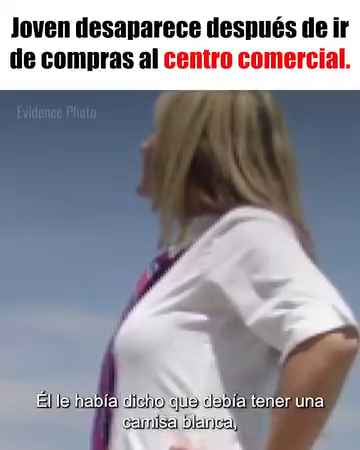 Joven desaparece después de ir
de compras al centro comercial.
Evidence Photo
Él le había dicho que debía tener una
camisa blanca,